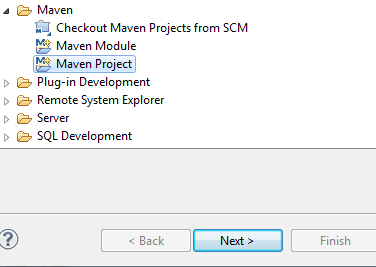 Maven
Checkout Maven Projects from SCM
Maven Module
Maven Project
Plug-in Development
Remote System Explorer
Server
SQL Development
?
< Back
Next >
Finish